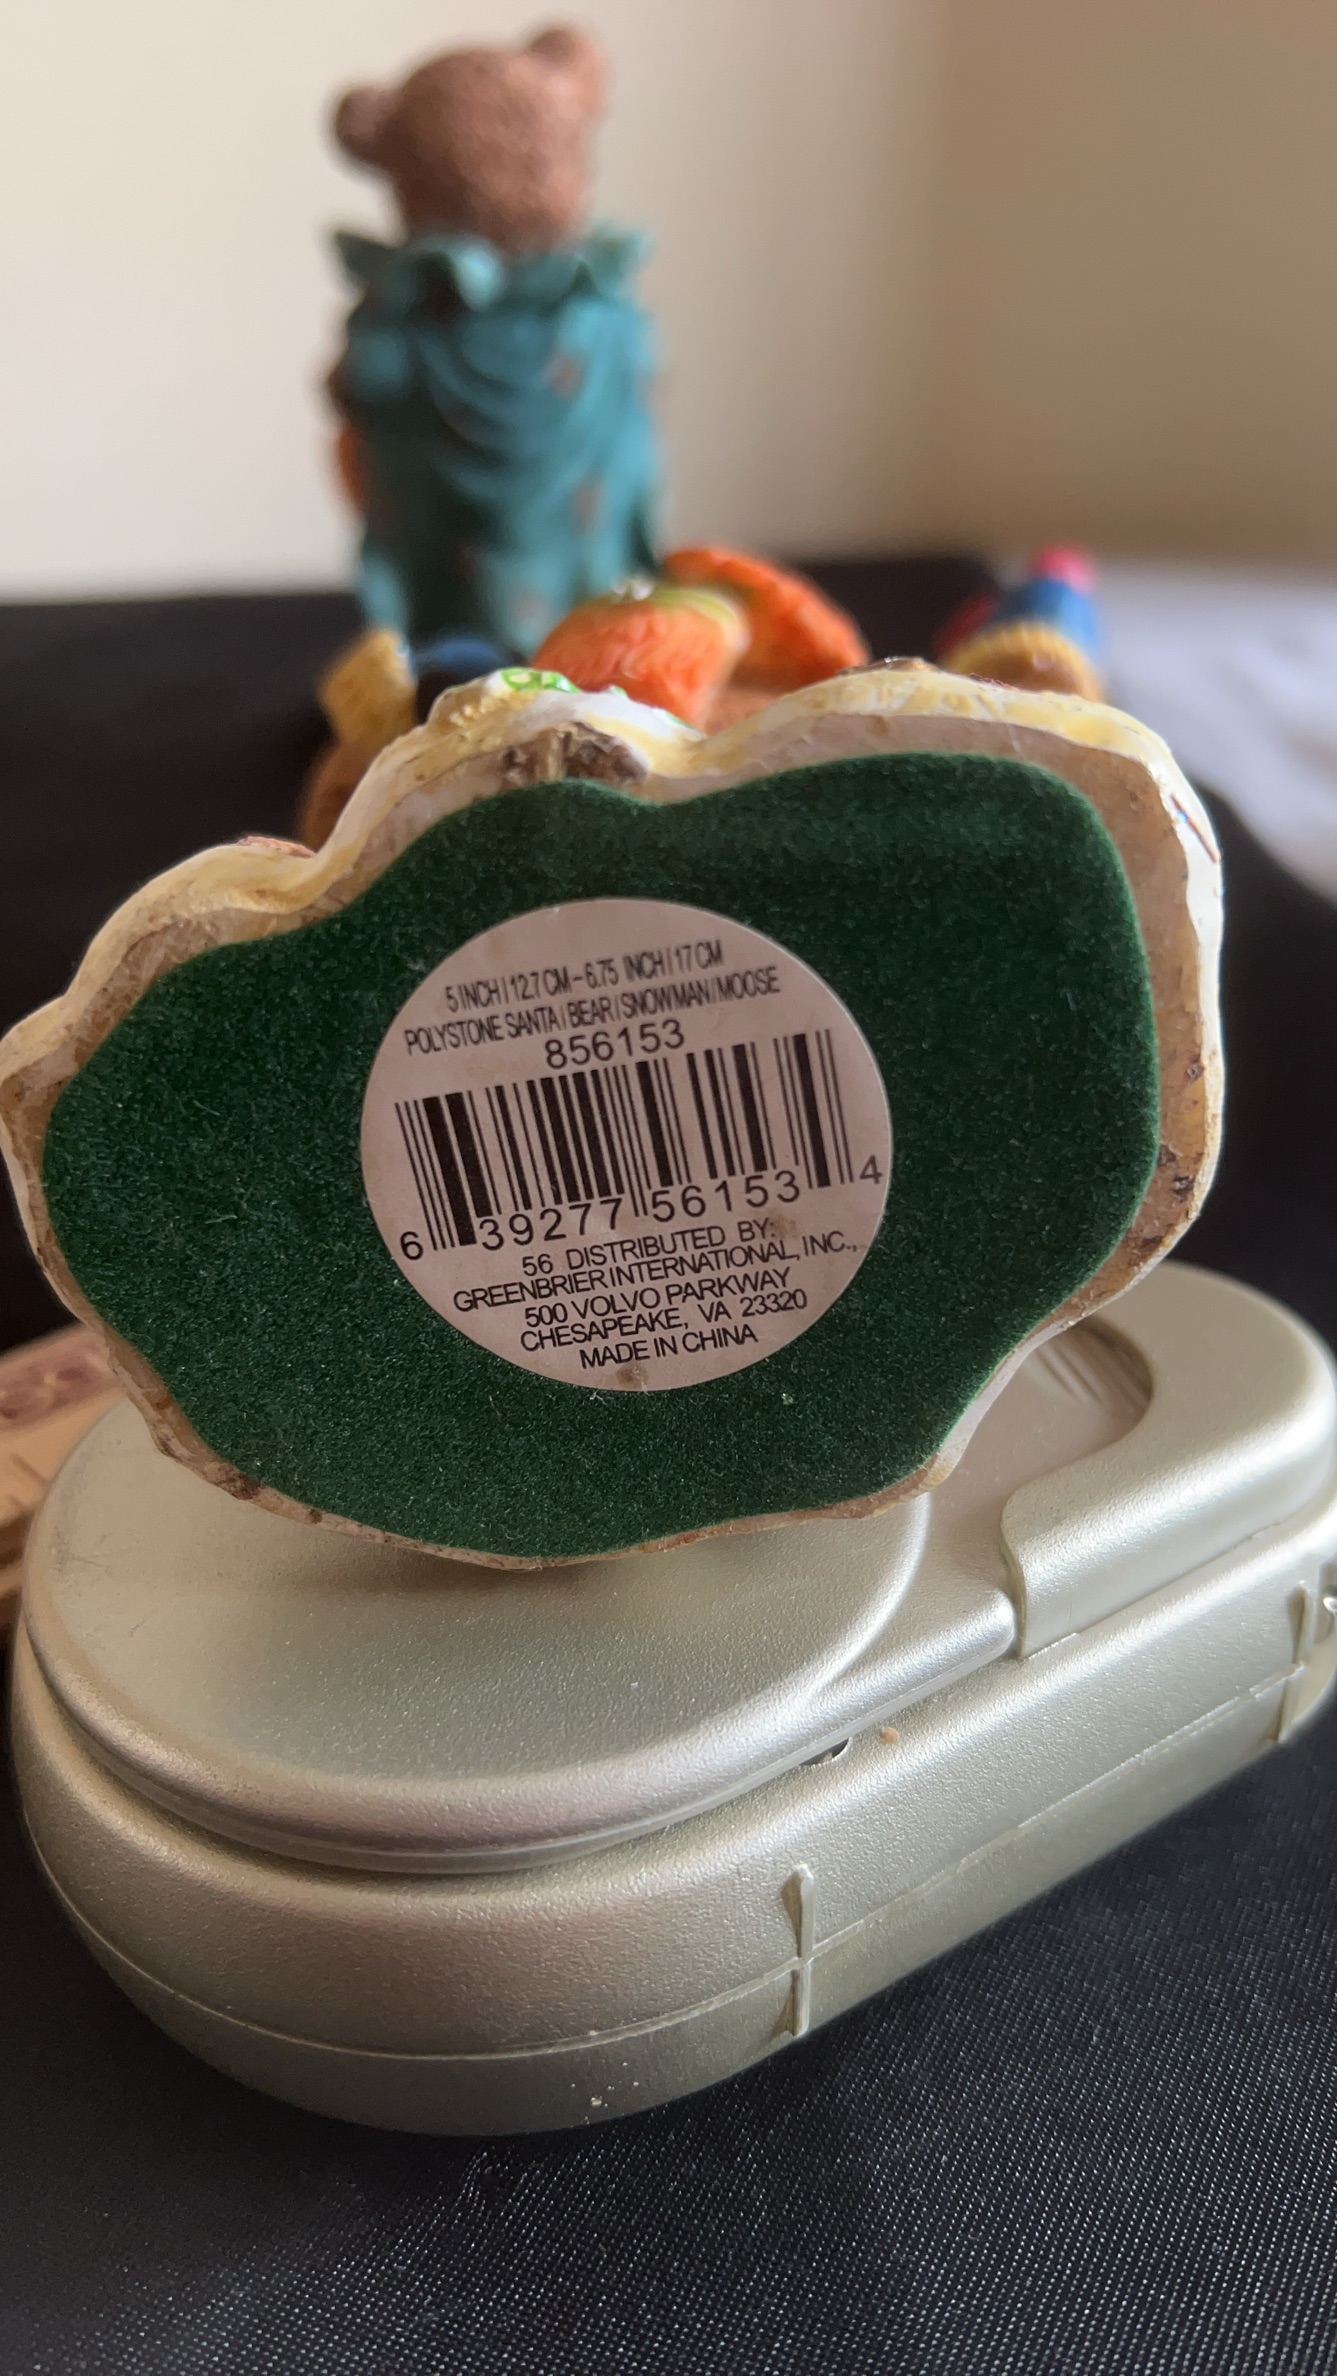 5 INCH / 12.7 CM - 6.75 INCH / 17 CM
POLYSTONE SANTA / BEAR / SNOWMAN / MOOSE
856153
6 39277 56153 4
56 DISTRIBUTED BY:
GREENBRIER INTERNATIONAL, INC.,
500 VOLVO PARKWAY
CHESAPEAKE, VA 23320
MADE IN CHINA